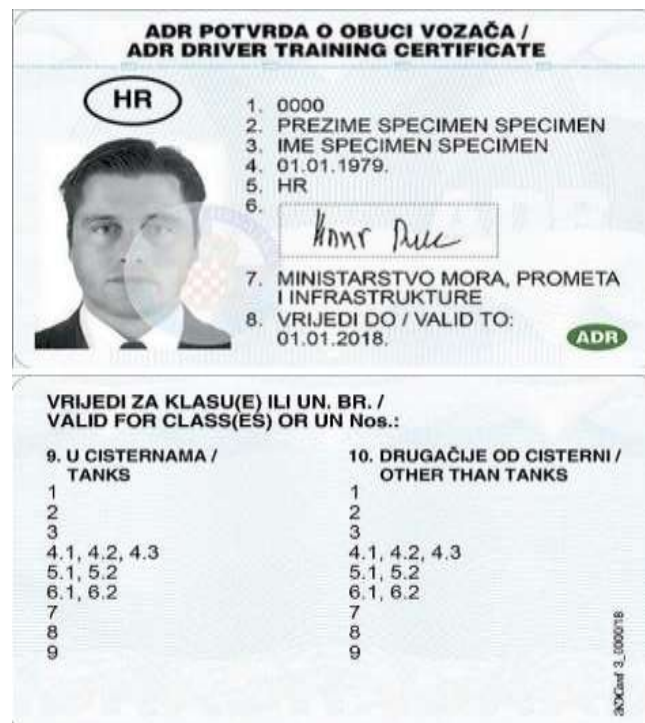 ADR POTVRDA O OBUCI VOZAČA /
ADR DRIVER TRAINING CERTIFICATE
HR
1. 0000
2. PREZIME SPECIMEN SPECIMEN
3. IME SPECIMEN SPECIMEN
4. 01.01.1979.
5. HR
6.
7. MINISTARSTVO MORA, PROMETA
I INFRASTRUKTURE
8. VRIJEDI DO / VALID TO:
01.01.2018.
ADR
VRIJEDI ZA KLASU(E) ILI UN. BR. /
VALID FOR CLASS(ES) OR UN Nos.:
9. U CISTERNAMA /
TANKS
1
2
3
4.1, 4.2, 4.3
5.1, 5.2
6.1, 6.2
7
8
9
10. DRUGAČIJE OD CISTERNI /
OTHER THAN TANKS
1
2
3
4.1, 4.2, 4.3
5.1, 5.2
6.1, 6.2
7
8
9
3_0000/18